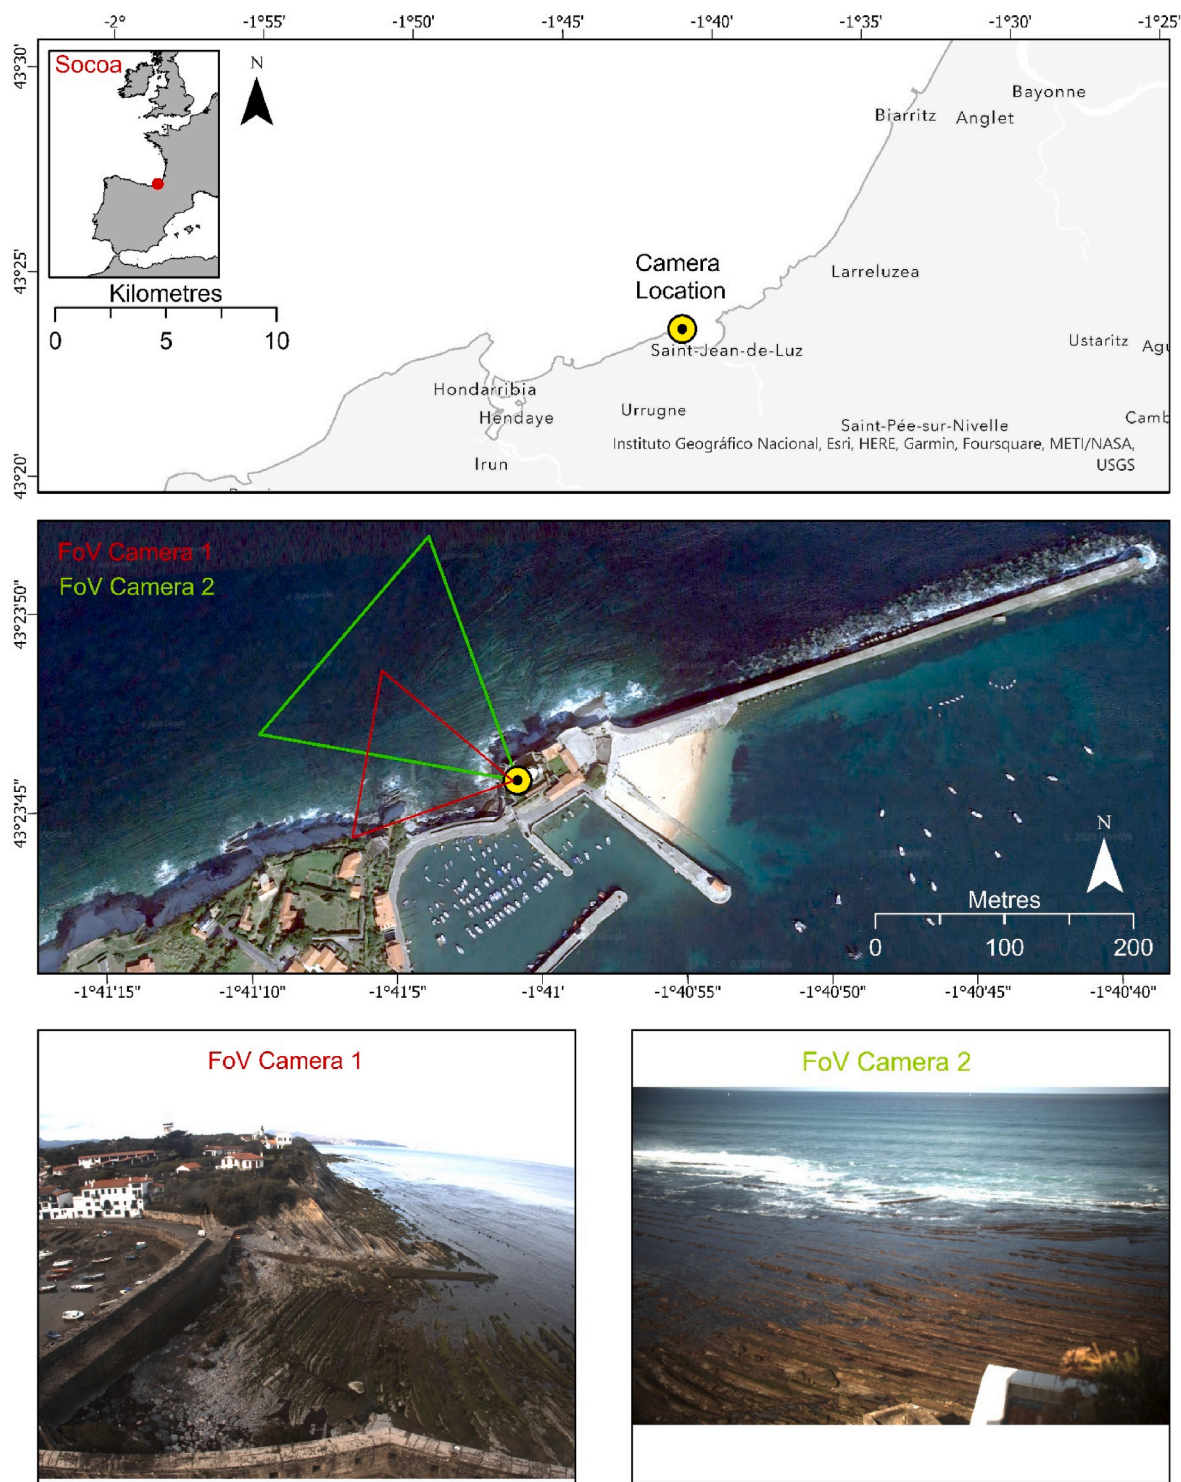 -2° -1°55' -1°50' -1°45' -1°40' -1°35' -1°30' -1°25'
43°30'
43°25'
43°20'
Socoa
N
Kilometres
0 5 10
Bayonne
Biarritz Anglet
Camera
Location
Larreluzea
Saint-Jean-de-Luz
Ustaritz Agu
Hondarribia
Hendaye
Urrugne
Saint-Pée-sur-Nivelle
Camb
Irun
Instituto Geográfico Nacional, Esri, HERE, Garmin, Foursquare, METI/NASA,
USGS
FoV Camera 1
FoV Camera 2
43°23'50"
43°23'45"
N
Metres
0 100 200
-1°41'15" -1°41'10" -1°41'5" -1°41' -1°40'55" -1°40'50" -1°40'45" -1°40'40"
FoV Camera 1
FoV Camera 2